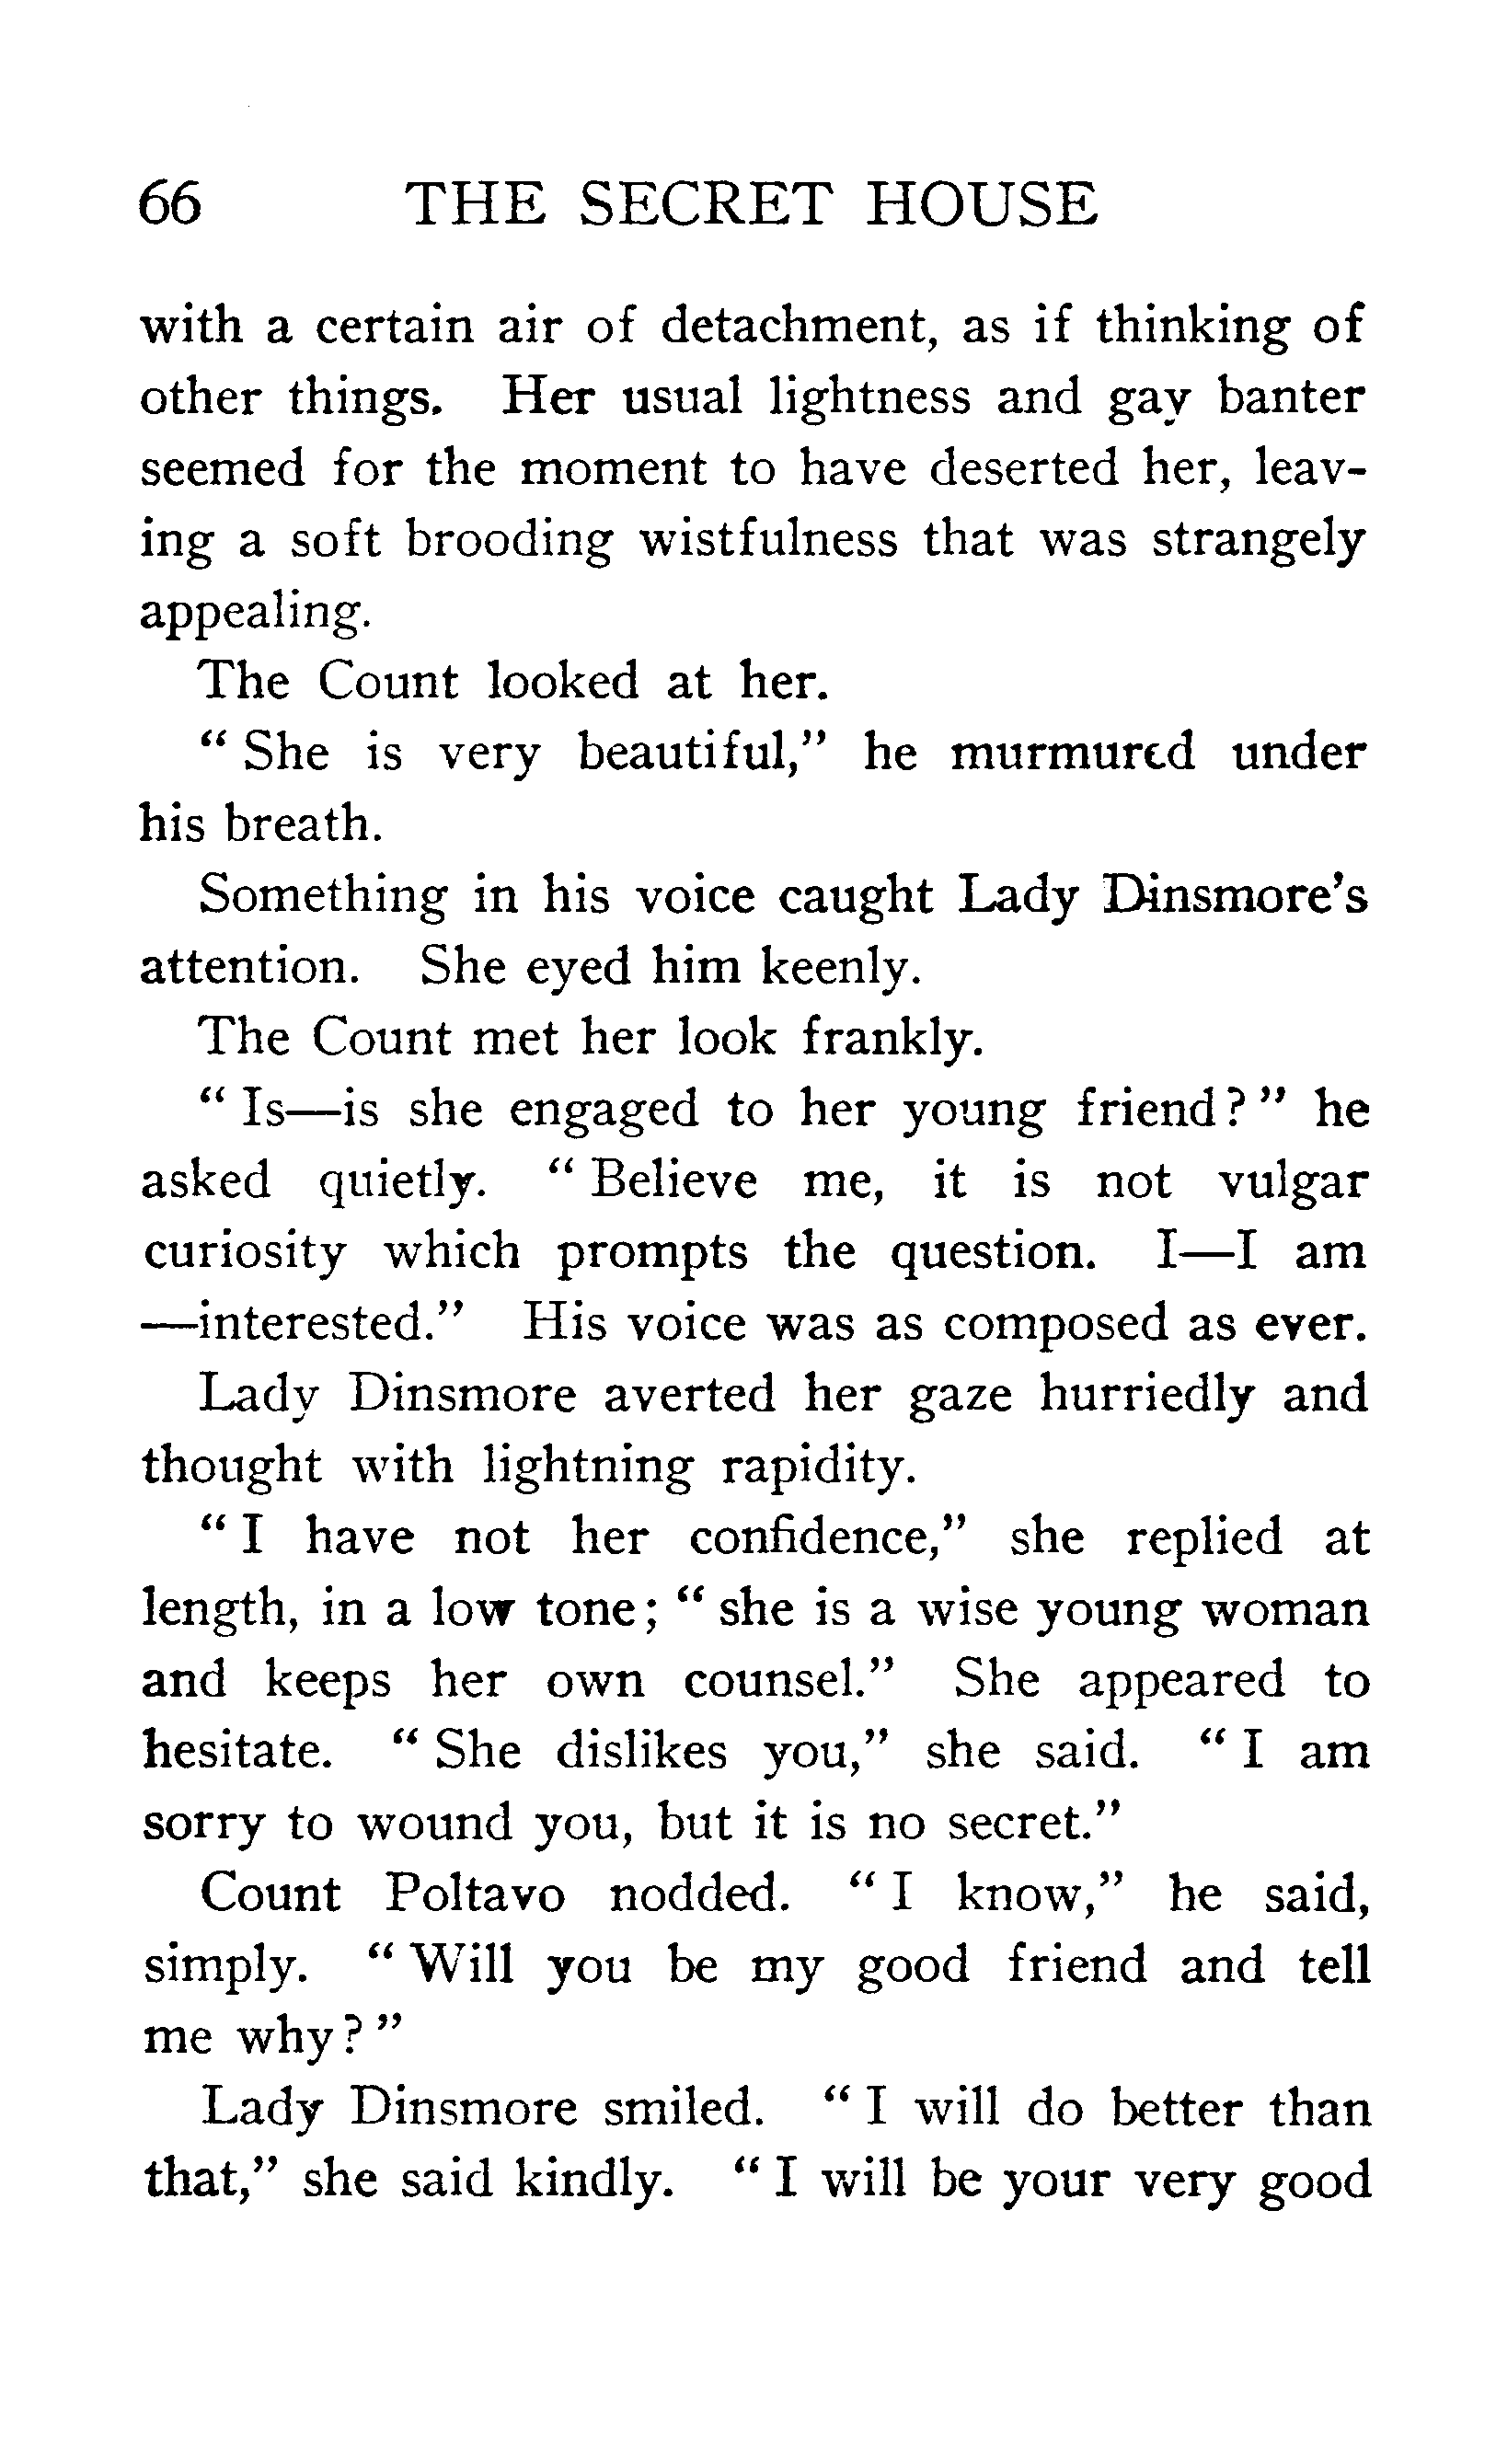 66 THE SECRET HOUSE
with a certain air of detachment, as if thinking of
other things. Her usual lightness and gay banter
seemed for the moment to have deserted her, leav-
ing a soft brooding wistfulness that was strangely
appealing.
The Count looked at her.
“ She is very beautiful,” he murmured under
his breath.
Something in his voice caught Lady Dinsmore’s
attention. She eyed him keenly.
The Count met her look frankly.
“ Is—is she engaged to her young friend? ” he
asked quietly. “ Believe me, it is not vulgar
curiosity which prompts the question. I—I am
—interested.” His voice was as composed as ever.
Lady Dinsmore averted her gaze hurriedly and
thought with lightning rapidity.
“ I have not her confidence,” she replied at
length, in a low tone; “ she is a wise young woman
and keeps her own counsel.” She appeared to
hesitate. “ She dislikes you,” she said. “ I am
sorry to wound you, but it is no secret.”
Count Poltavo nodded. “ I know,” he said,
simply. “ Will you be my good friend and tell
me why? ”
Lady Dinsmore smiled. “ I will do better than
that,” she said kindly. “ I will be your very good